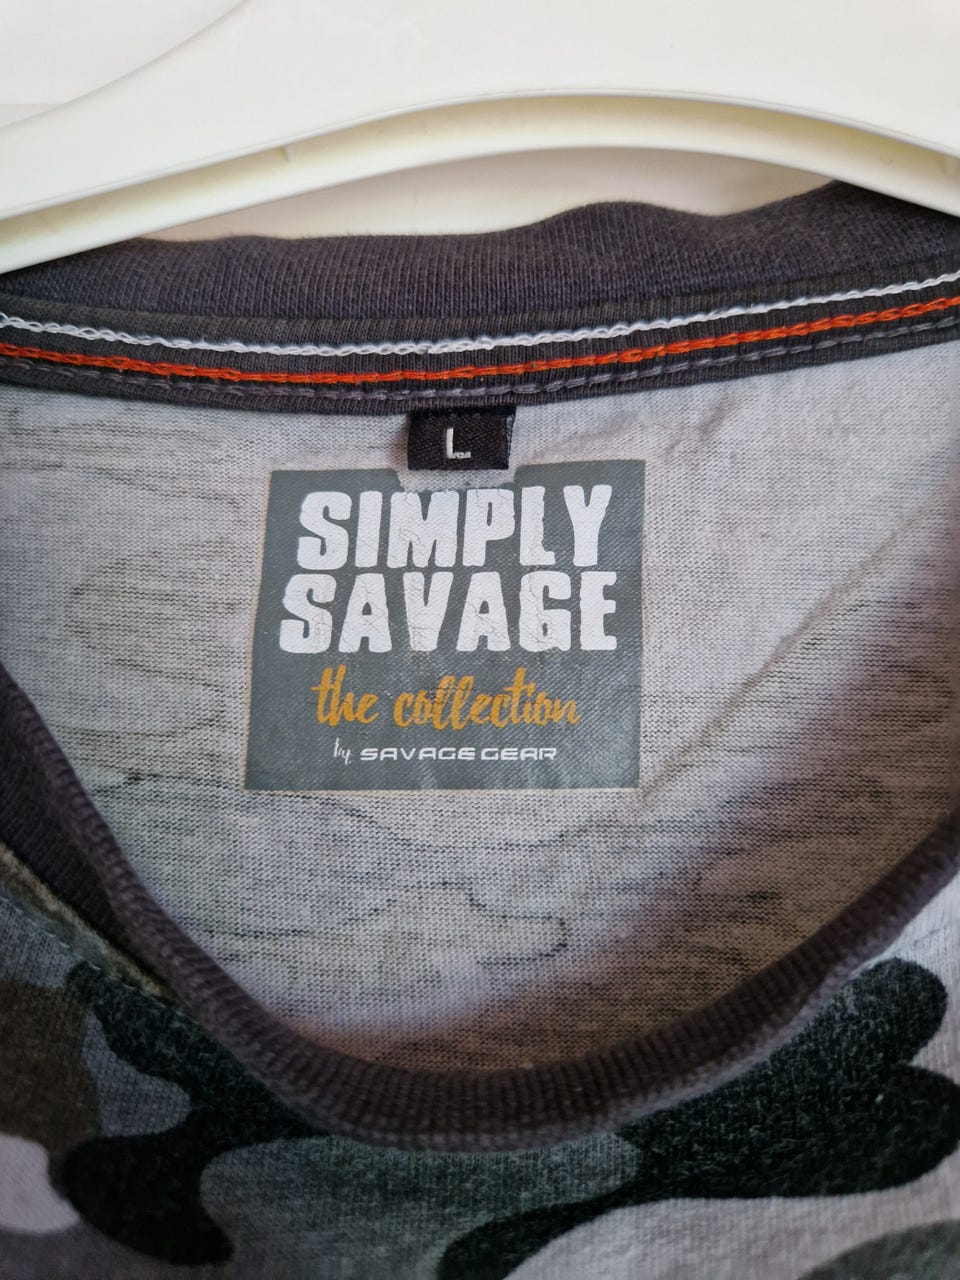 L
SIMPLY
SAVAGE
the collection
by SAVAGE GEAR